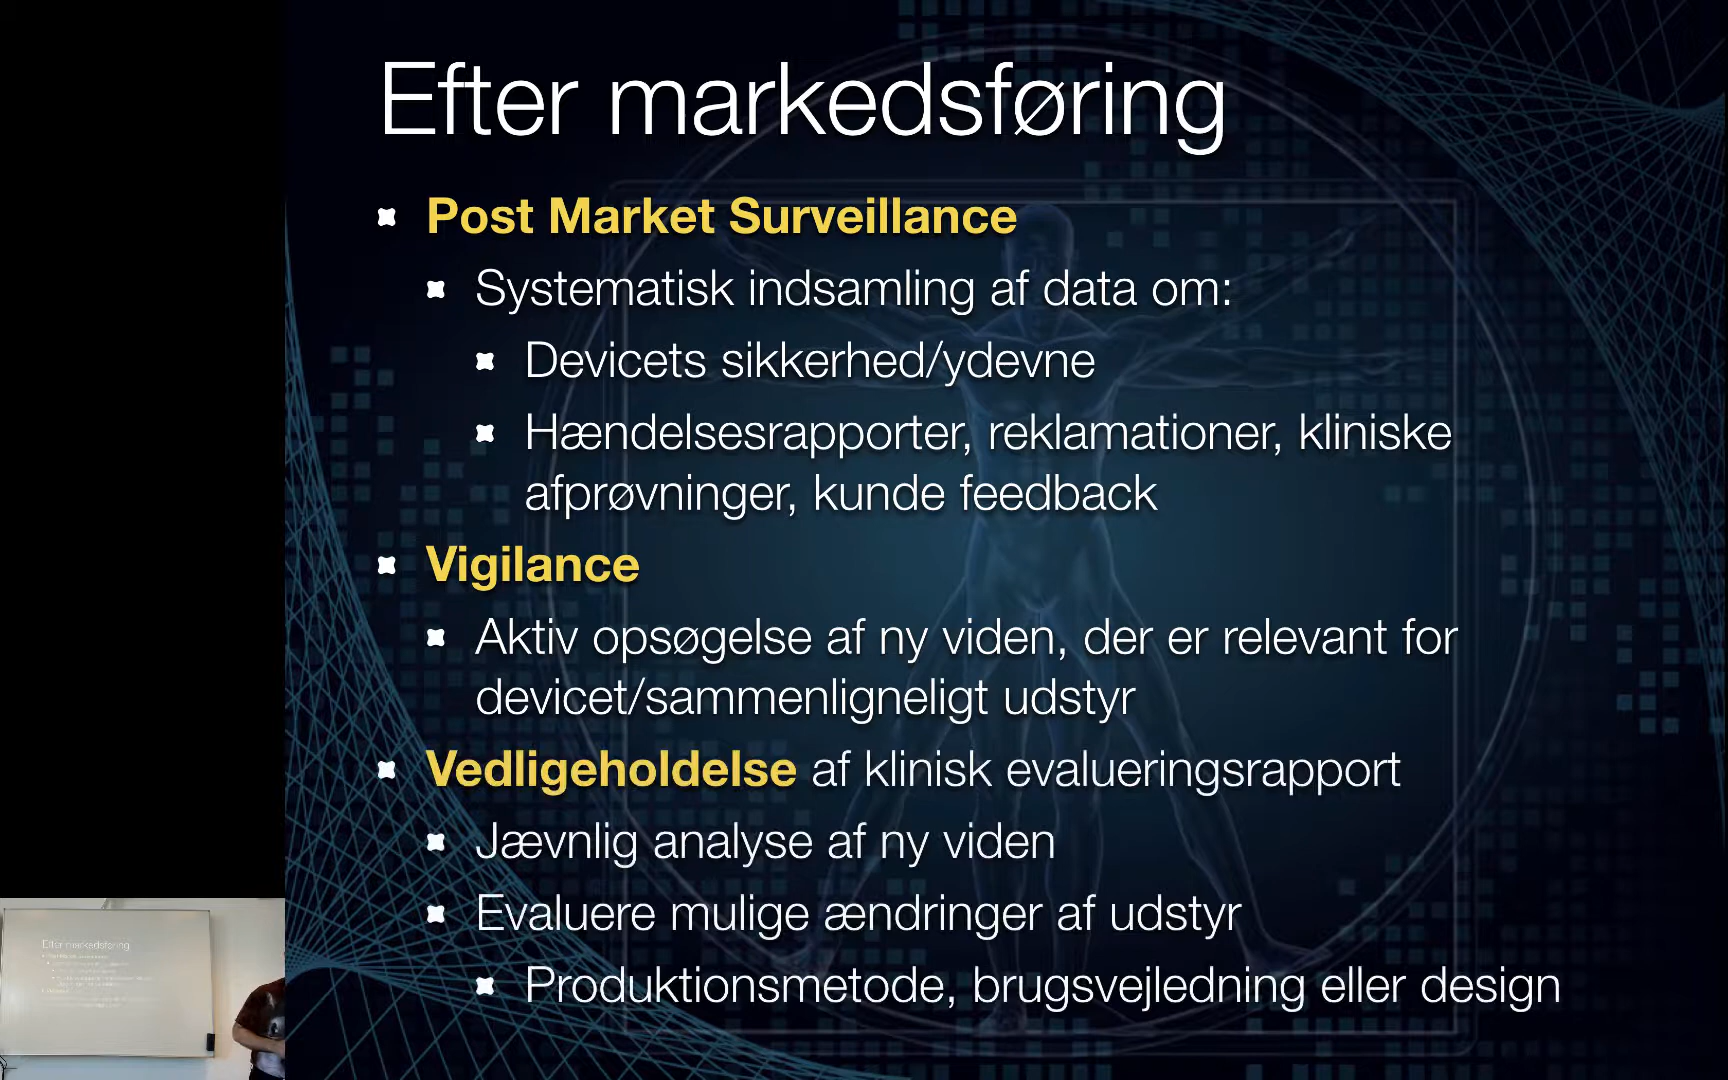 Efter markedsføring
Post Market Surveillance
Systematisk indsamling af data om:
Devicets sikkerhed/ydevne
Hændelsesrapporter, reklamationer, kliniske
afprøvninger, kunde feedback
Vigilance
Aktiv opsøgelse af ny viden, der er relevant for
devicet/sammenligneligt udstyr
Vedligeholdelse af klinisk evalueringsrapport
Jævnlig analyse af ny viden
Evaluere mulige ændringer af udstyr
Produktionsmetode, brugsvejledning eller design
Efter markedsføring